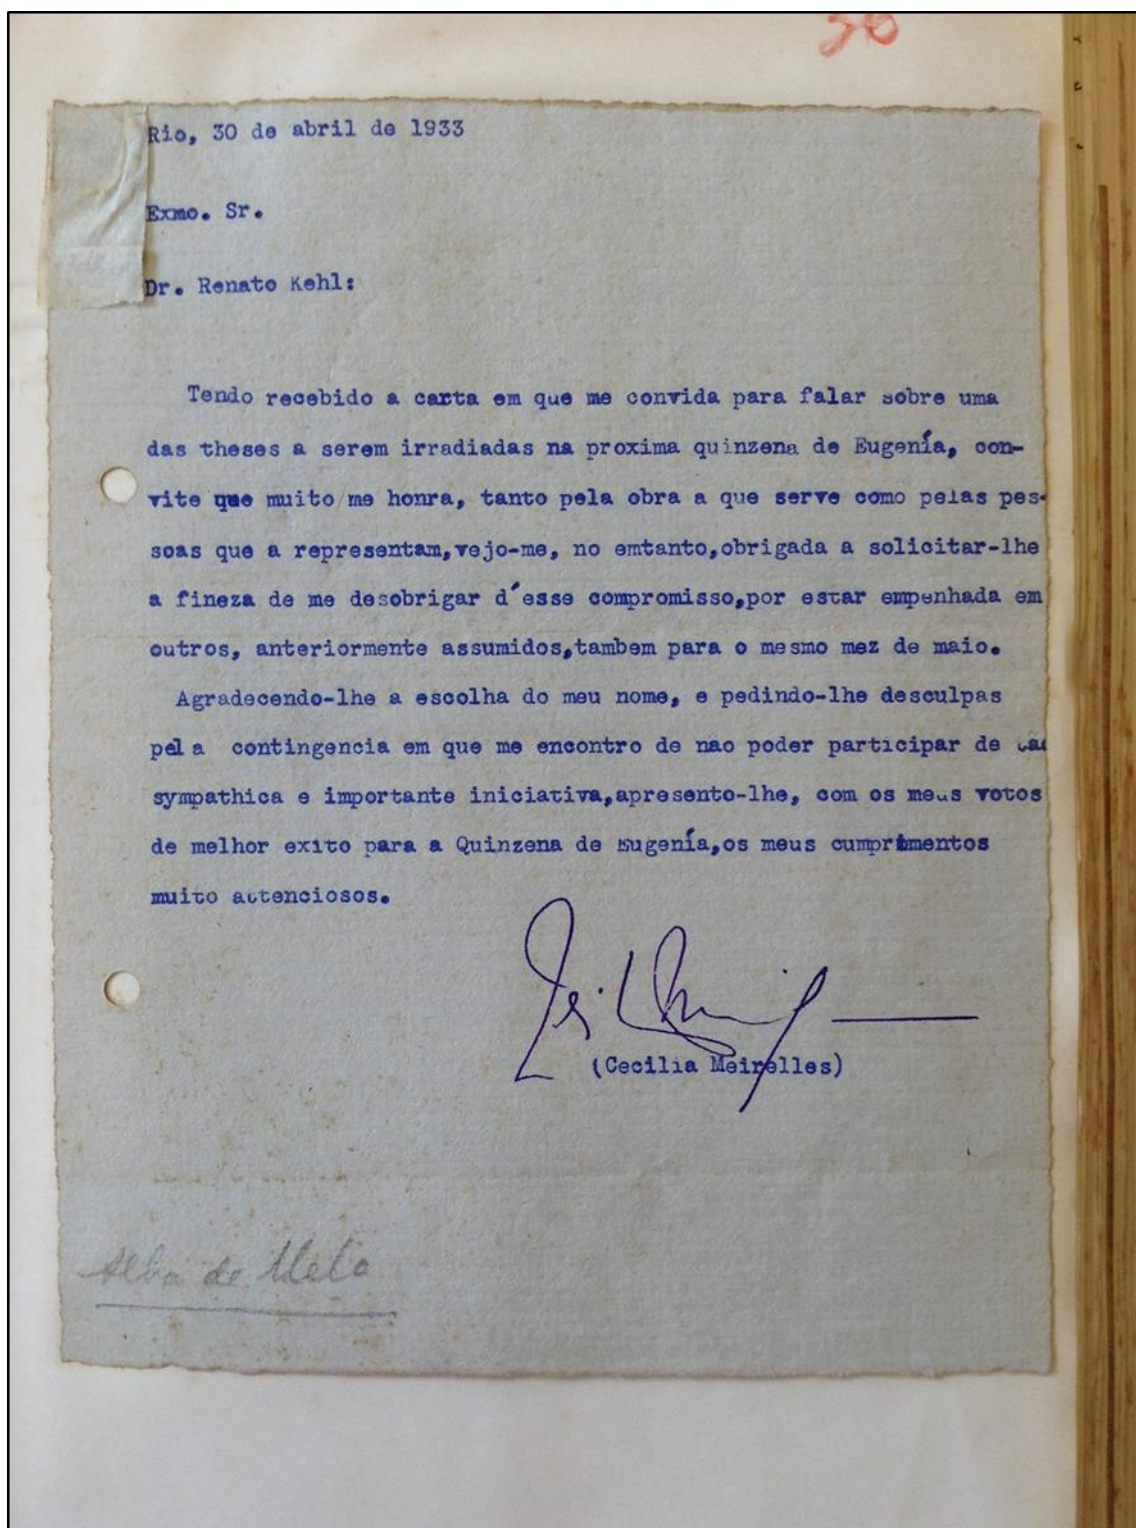 36
Rio, 30 de abril de 1933
Exmo. Sr.
Dr. Renato Kehl:
Tendo recebido a carta em que me convida para falar sobre uma
das theses a serem irradiadas na proxima quinzena de Eugenía, con-
vite que muito me honra, tanto pela obra a que serve como pelas pes-
soas que a representam,vejo-me, no emtanto,obrigada a solicitar-lhe
a fineza de me desobrigar d´esse compromisso,por estar empenhada em
outros, anteriormente assumidos,tambem para o mesmo mez de maio.
Agradecendo-lhe a escolha do meu nome, e pedindo-lhe desculpas
pel a contingencia em que me encontro de nao poder participar de
sympathica e importante iniciativa,apresento-lhe, com os meus votos
de melhor exito para a Quinzena de Eugenía,os meus cumprimentos
muito attenciosos.
(Cecilia Meirelles)
Alba de Melo